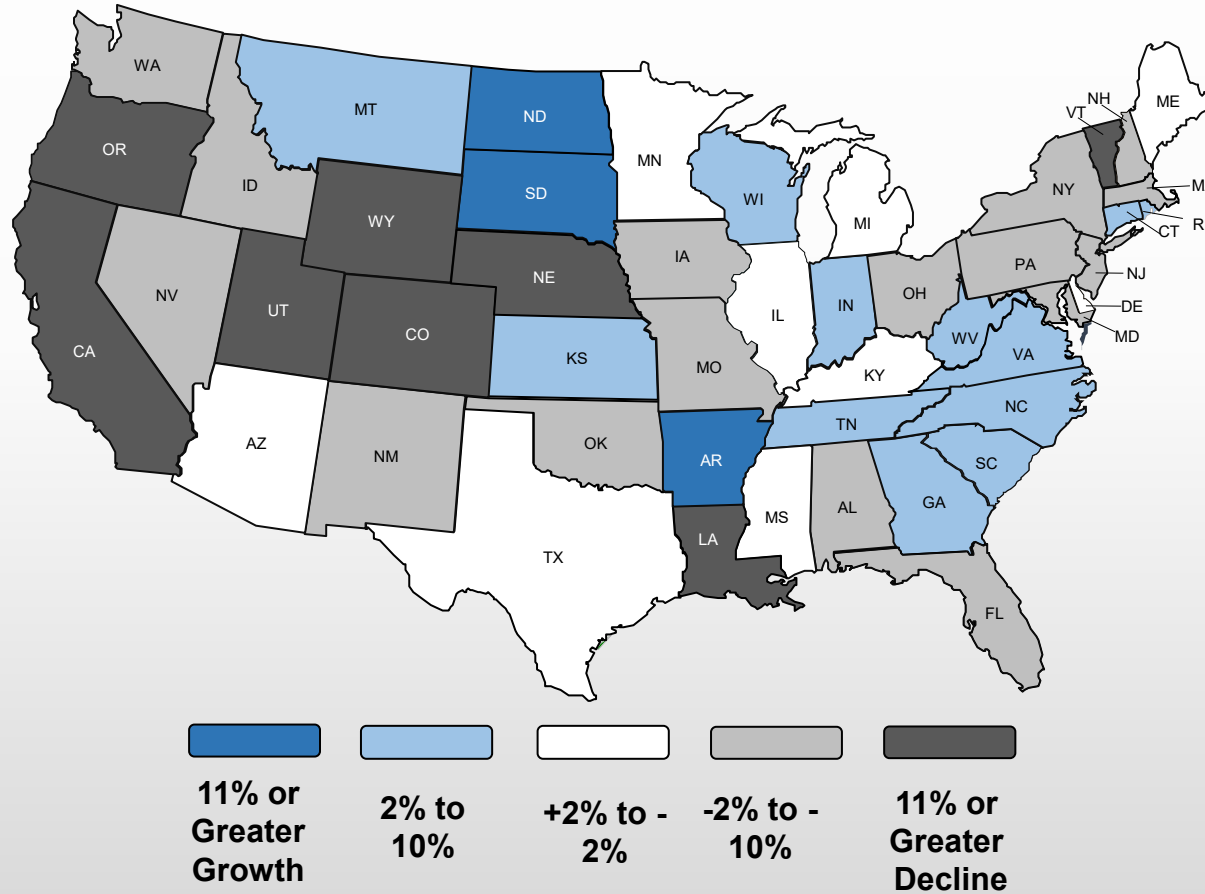 WA
MT
ND
MN
VT
NH
ME
OR
ID
SD
WI
MI
NY
M
WY
R
CT
IA
PA
NV
NE
NJ
UT
CO
IL
IN
OH
DE
CA
WV
MD
KS
MO
VA
KY
AZ
NM
OK
TN
NC
AR
SC
MS
AL
GA
LA
TX
FL
11% or
Greater
Growth
2% to
10%
+2% to -
2%
-2% to -
10%
11% or
Greater
Decline